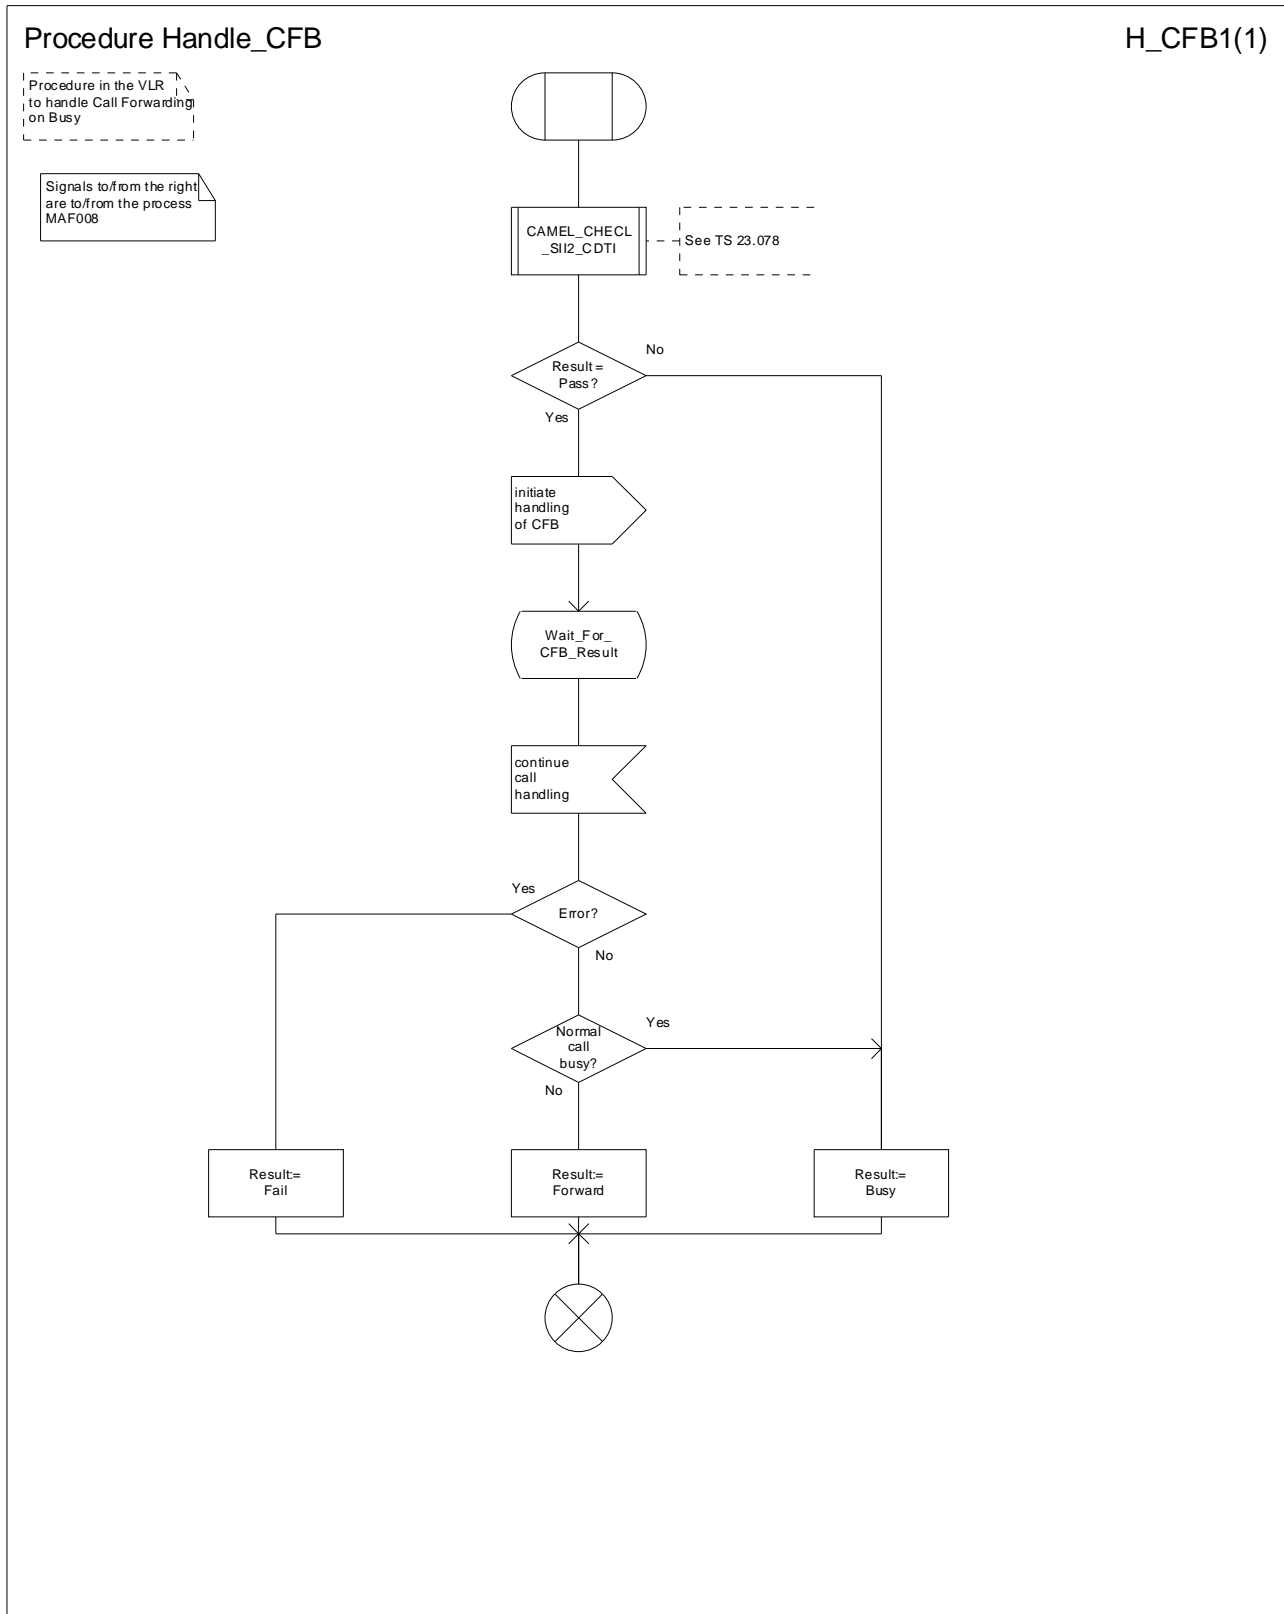 Procedure Handle_CFB
H_CFB1(1)
Procedure in the VLR
to handle Call Forwarding
on Busy
Signals to/from the right
are to/from the process
MAF008
CAMEL_CHECL
_SII2_CDTI
See TS 23.078
Result =
Pass?
No
Yes
initiate
handling
of CFB
Wait_For_
CFB_Result
continue
call
handling
Yes
Error?
No
Normal
call
busy?
Yes
No
Result:=
Fail
Result:=
Forward
Result:=
Busy